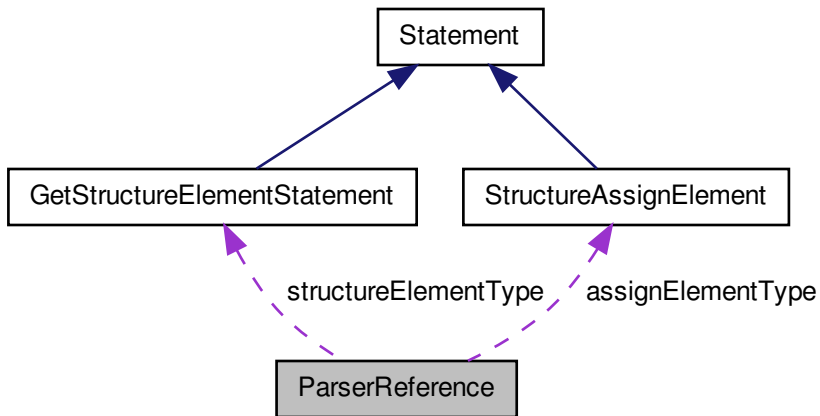 Statement
GetStructureElementStatement
StructureAssignElement
structureElementType
assignElementType
ParserReference